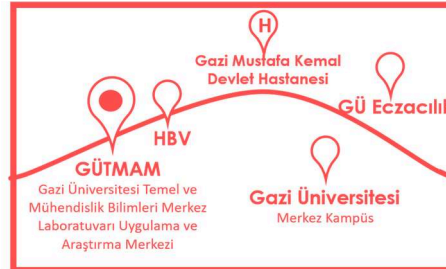 H
Gazi Mustafa Kemal
Devlet Hastanesi
GÜ Eczacılık
HBV
GÜTMAM
Gazi Üniversitesi Temel ve
Mühendislik Bilimleri Merkez
Laboratuvarı Uygulama ve
Araştırma Merkezi
Gazi Üniversitesi
Merkez Kampüs